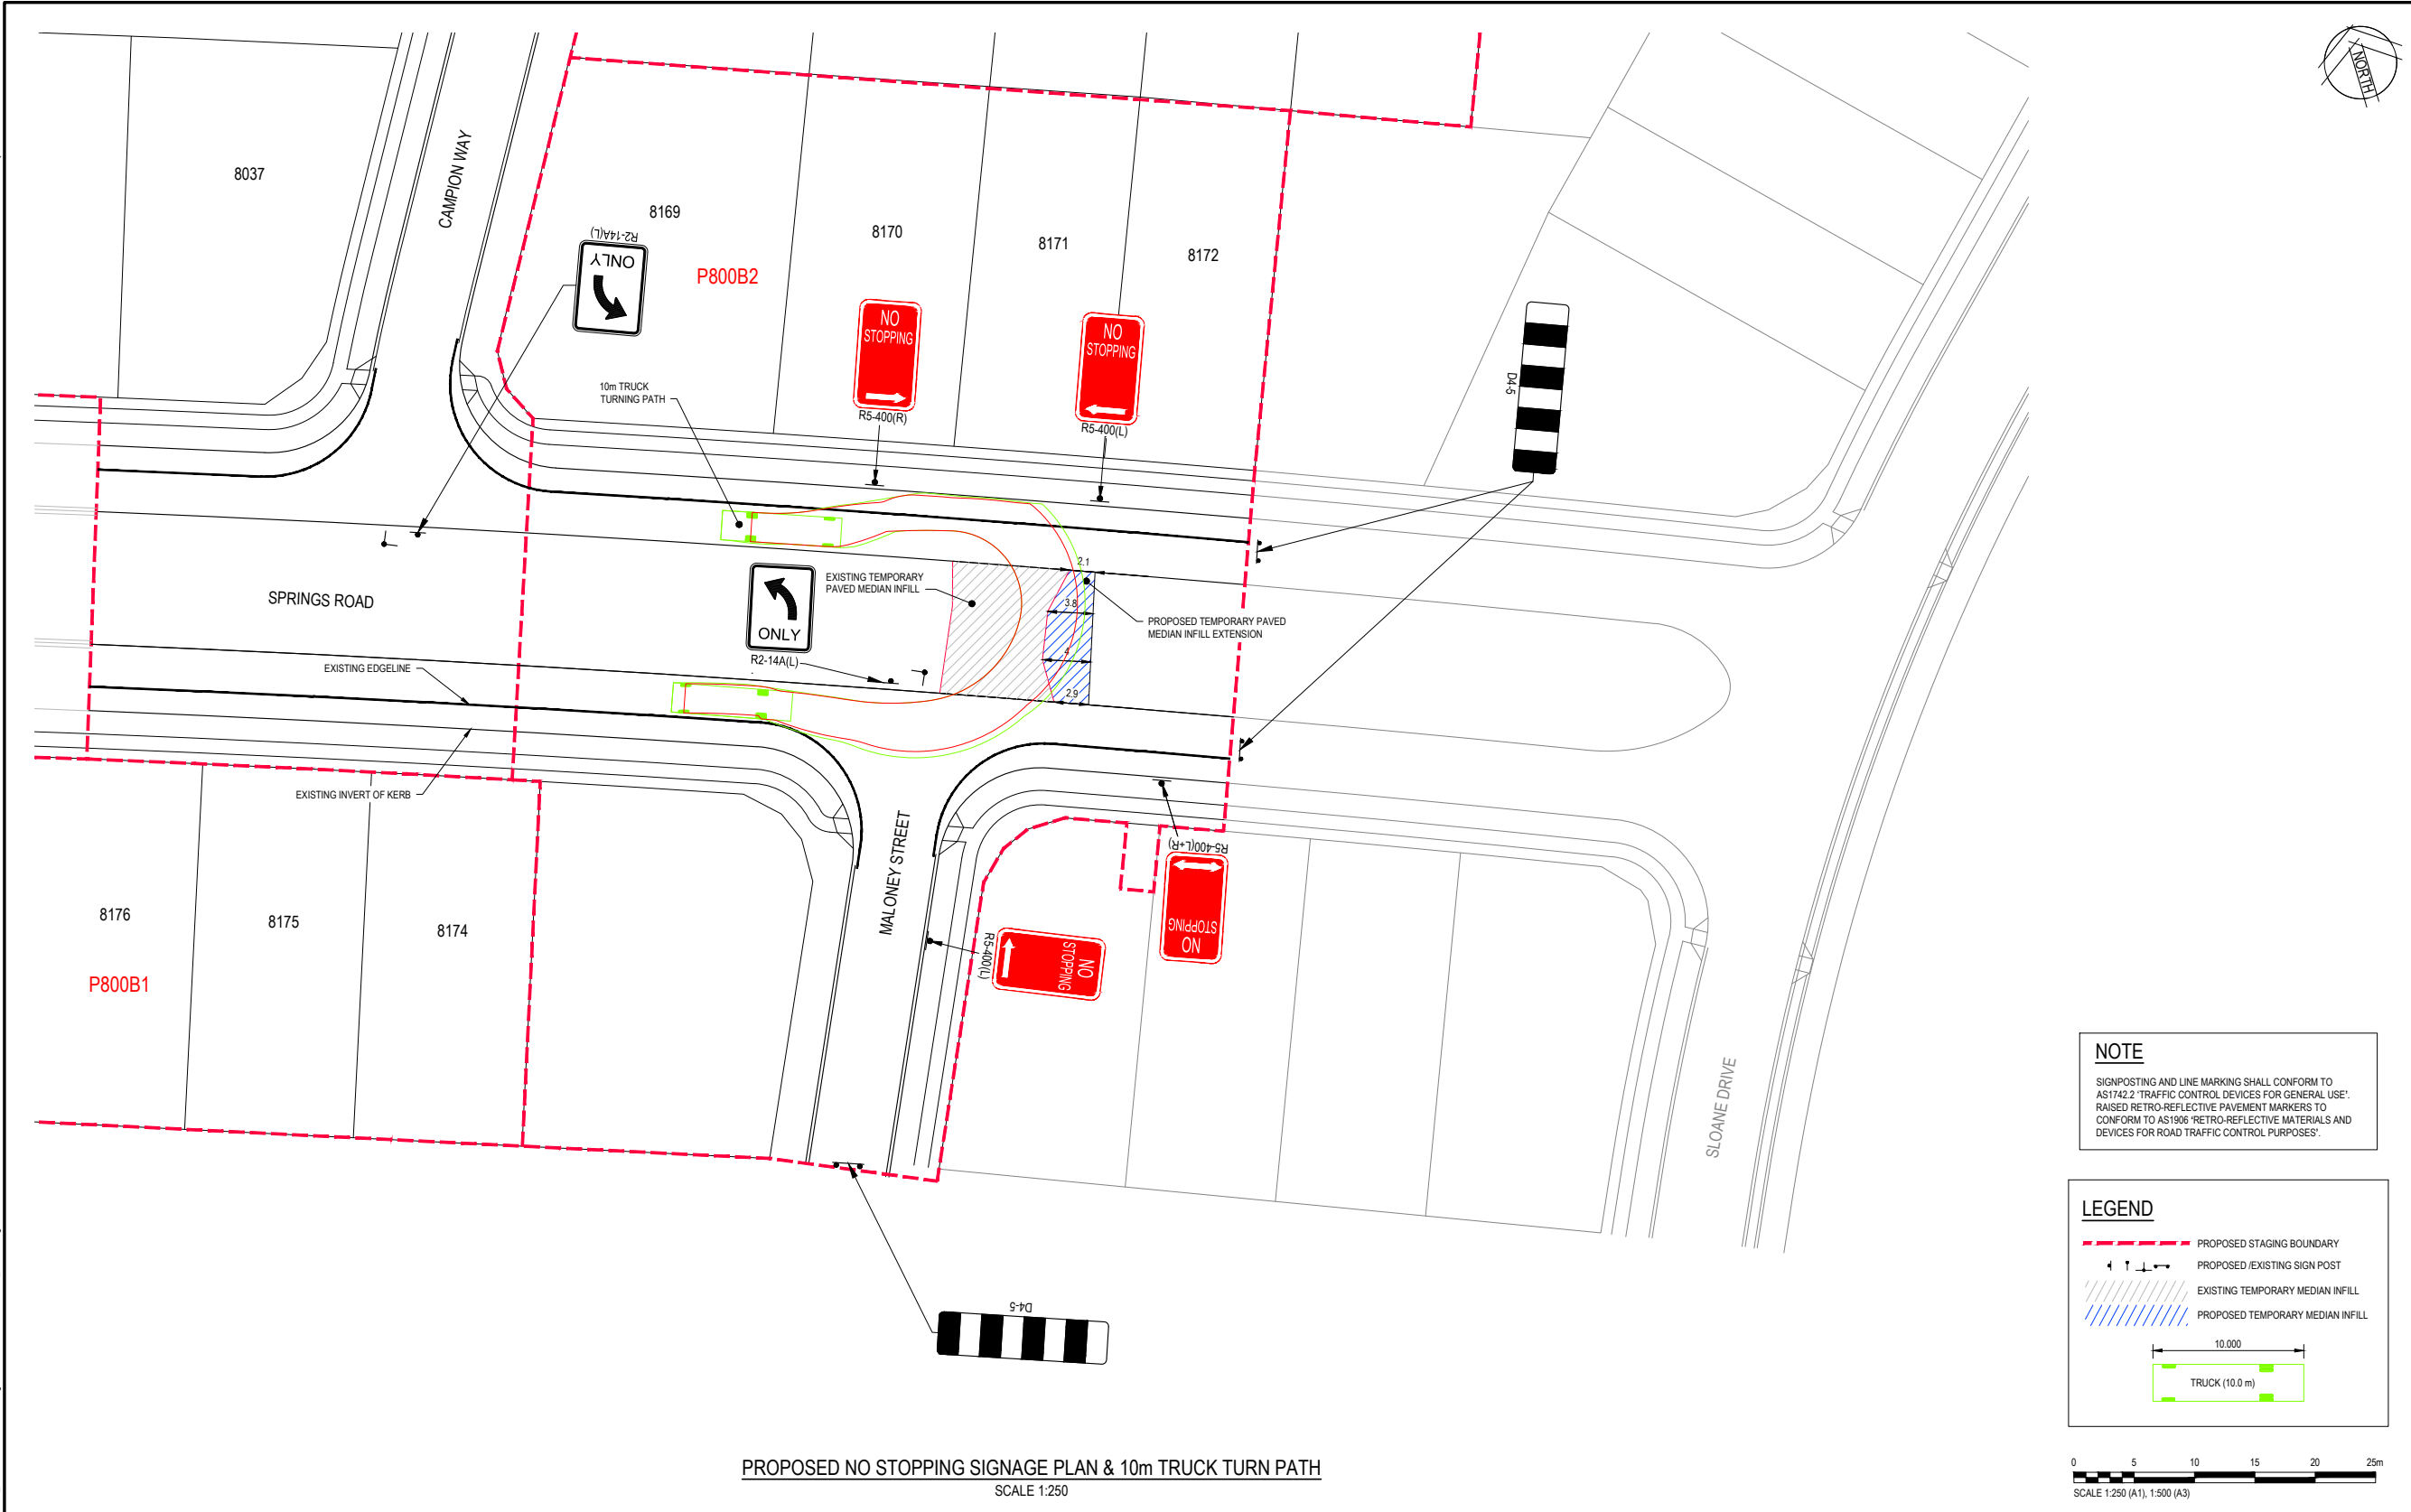 NORTH
8037
CAMPION WAY
8169
8170
8171
8172
P800B2
R2-14A(L)
ONLY
NO
STOPPING
R5-400(R)
NO
STOPPING
R5-400(L)
D4-5
10m TRUCK
TURNING PATH
SPRINGS ROAD
EXISTING TEMPORARY
PAVED MEDIAN INFILL
2.1
3.8
4
2.9
PROPOSED TEMPORARY PAVED
MEDIAN INFILL EXTENSION
ONLY
R2-14A(L)
EXISTING EDGELINE
EXISTING INVERT OF KERB
MALONEY STREET
R5-400(L+R)
NO
STOPPING
R5-400(L)
NO
STOPPING
8176
8175
8174
P800B1
SLOANE DRIVE
D4-5
NOTE
SIGNPOSTING AND LINE MARKING SHALL CONFORM TO
AS1742.2 'TRAFFIC CONTROL DEVICES FOR GENERAL USE'.
RAISED RETRO-REFLECTIVE PAVEMENT MARKERS TO
CONFORM TO AS1906 'RETRO-REFLECTIVE MATERIALS AND
DEVICES FOR ROAD TRAFFIC CONTROL PURPOSES'.
LEGEND
PROPOSED STAGING BOUNDARY
PROPOSED /EXISTING SIGN POST
EXISTING TEMPORARY MEDIAN INFILL
PROPOSED TEMPORARY MEDIAN INFILL
10.000
TRUCK (10.0 m)
0 5 10 15 20 25m
SCALE 1:250 (A1), 1:500 (A3)
PROPOSED NO STOPPING SIGNAGE PLAN & 10m TRUCK TURN PATH
SCALE 1:250